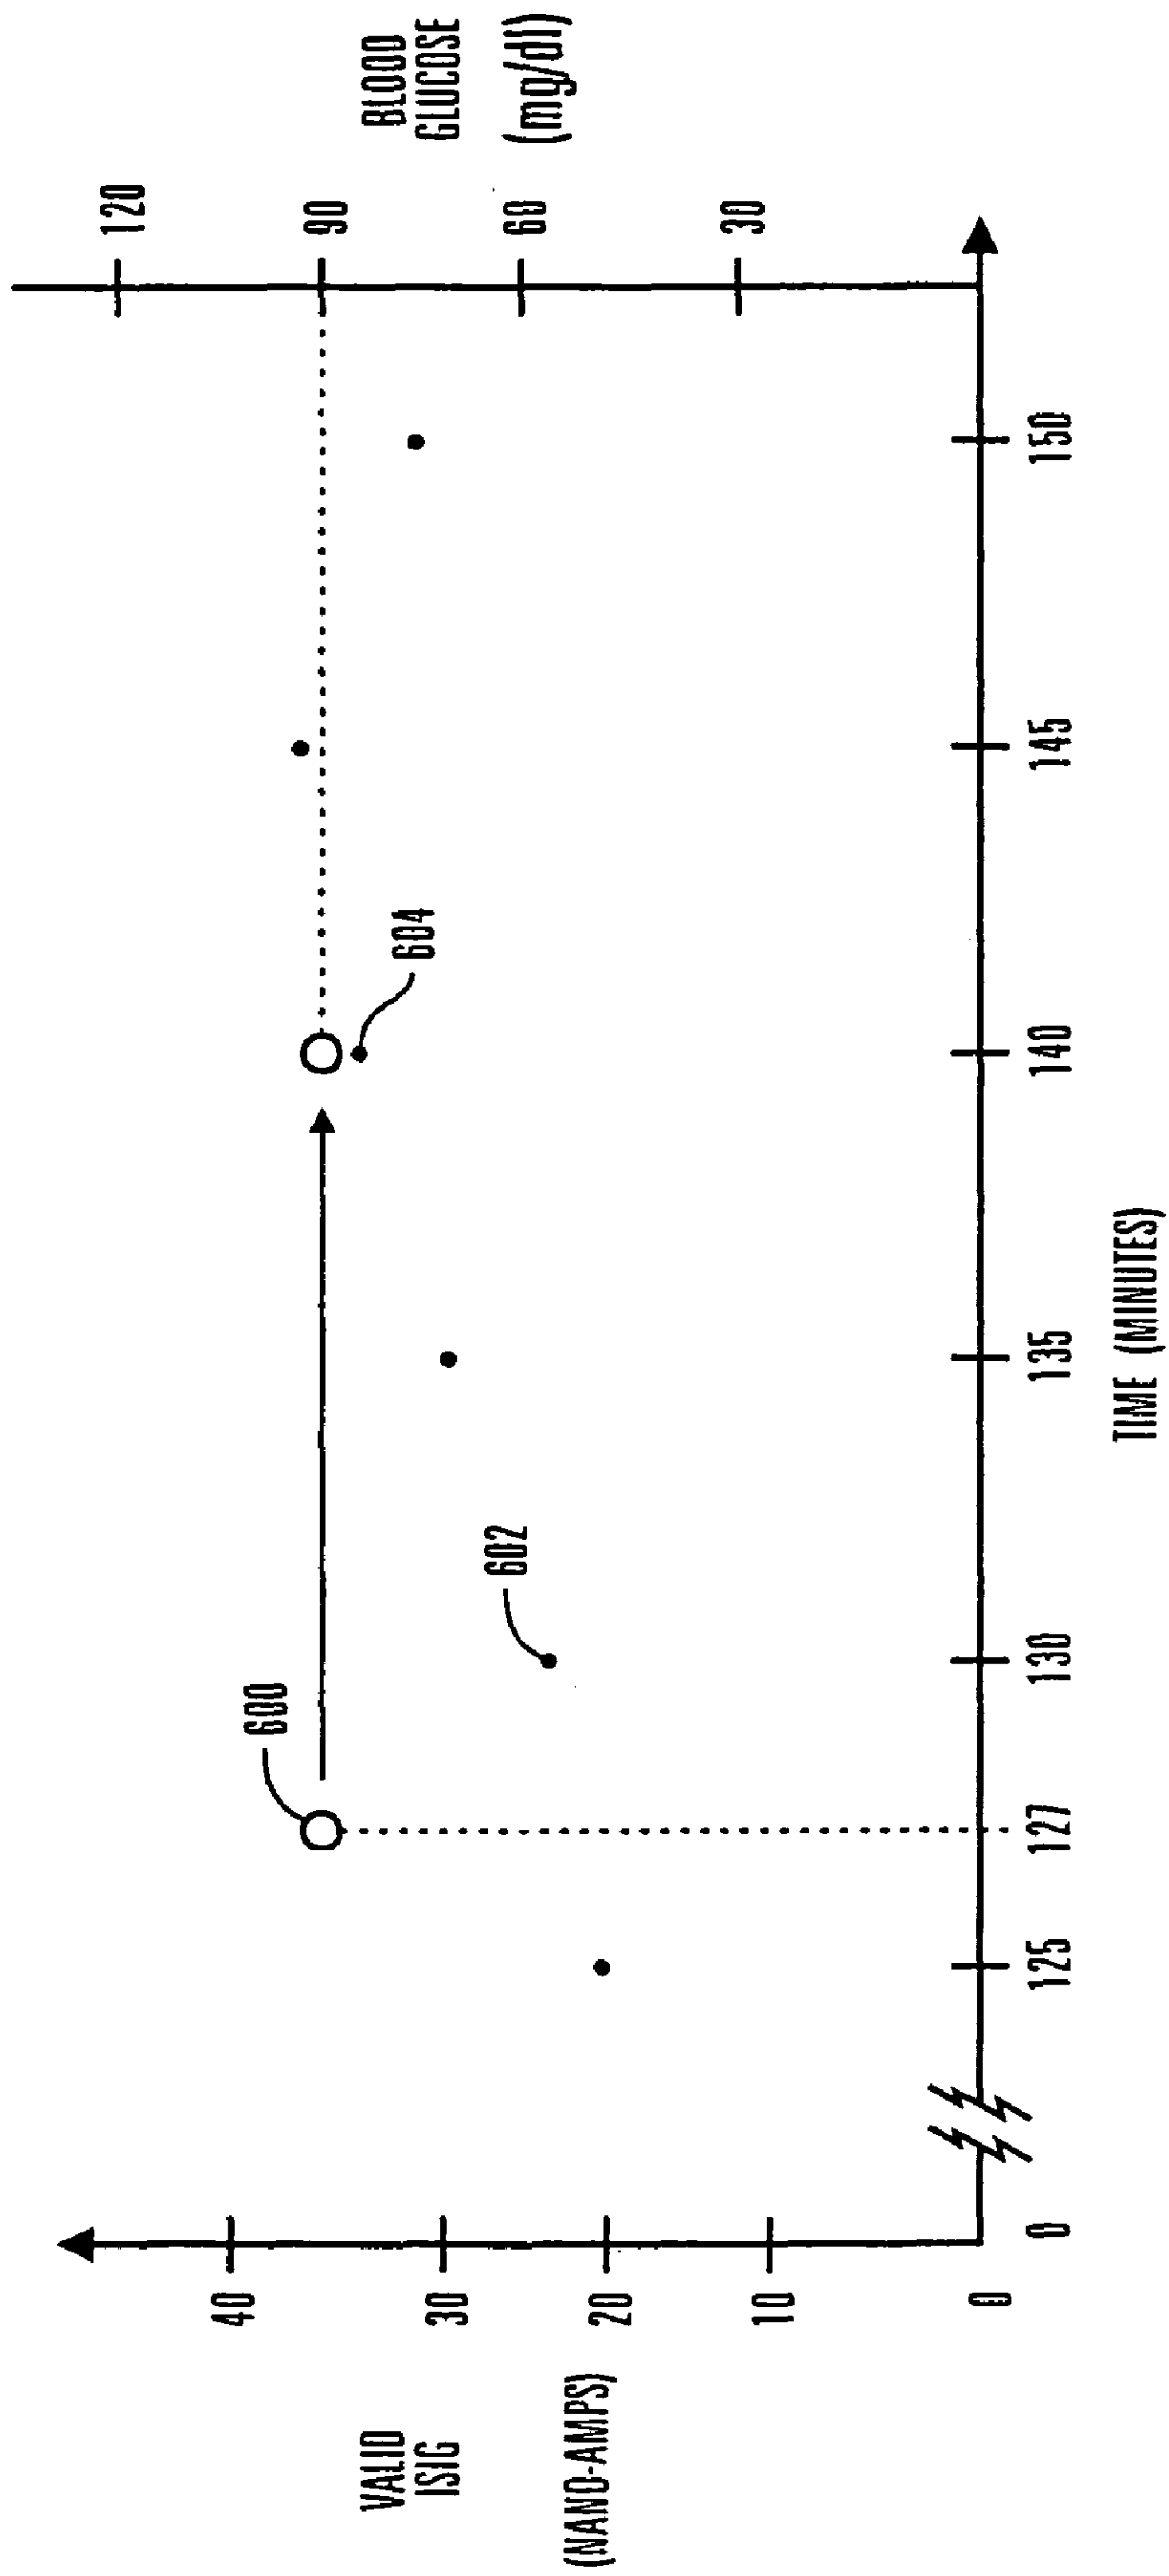 VALID
ISIG
(NANO-AMPS)
40
30
20
10
0
BLOOD
GLUCOSE
(mg/dl)
120
90
60
30
600
602
604
0
125
127
130
135
140
145
150
TIME (MINUTES)